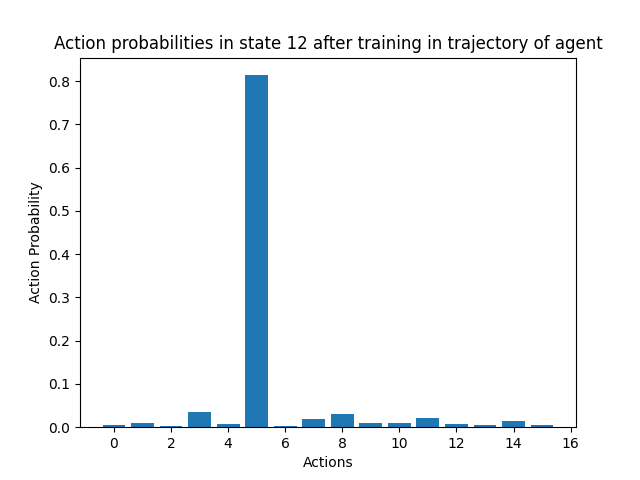 Action probabilities in state 12 after training in trajectory of agent
0.8
0.7
0.6
0.5
0.4
0.3
0.2
0.1
0.0
Action Probability
0 2 4 6 8 10 12 14 16
Actions